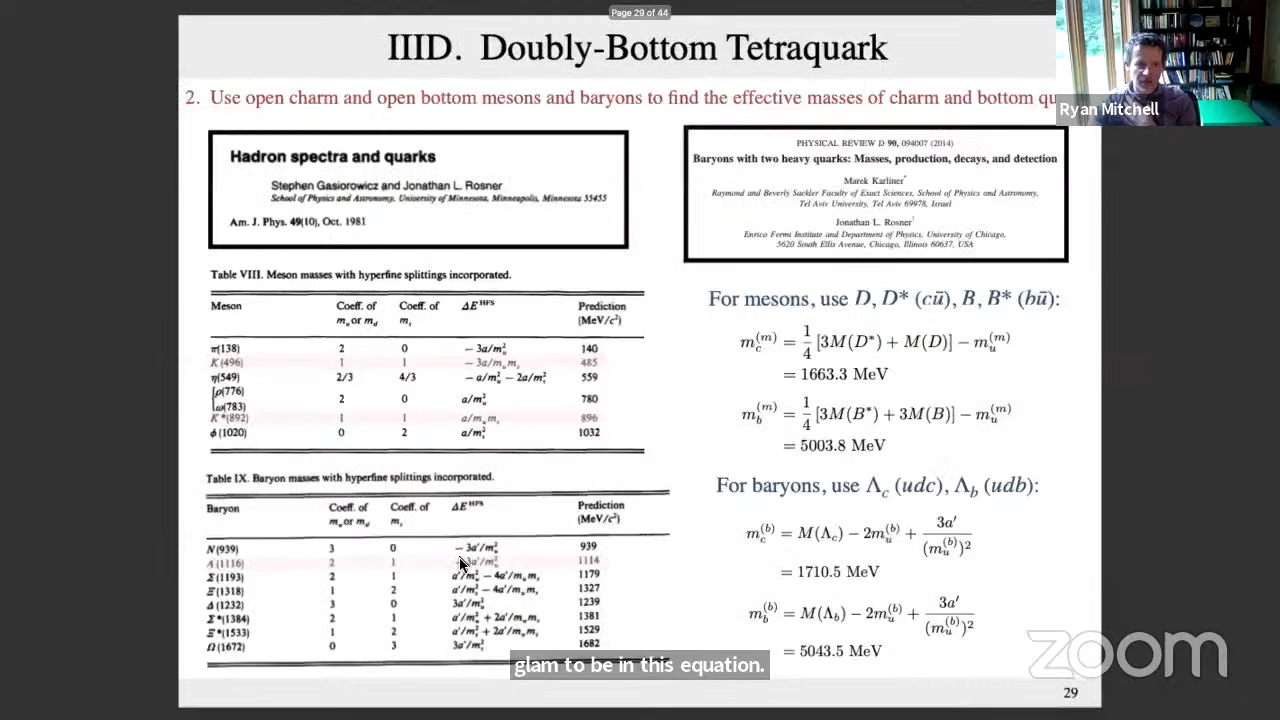 Page 29 of 44
IIID. Doubly-Bottom Tetraquark
2. Use open charm and open bottom mesons and baryons to find the effective masses of charm and bottom qu
Ryan Mitchell
Hadron spectra and quarks
Stephen Gasiorowicz and Jonathan L. Rosner
School of Physics and Astronomy, University of Minnesota, Minneapolis, Minnesota 55455
Am. J. Phys. 49(10), Oct. 1981
PHYSICAL REVIEW D 90, 094007 (2014)
Baryons with two heavy quarks: Masses, production, decays, and detection
Marek Karliner*
Raymond and Beverly Sackler Faculty of Exact Sciences, School of Physics and Astronomy,
Tel Aviv University, Tel Aviv 69978, Israel
Jonathan L. Rosner†
Enrico Fermi Institute and Department of Physics, University of Chicago,
5620 South Ellis Avenue, Chicago, Illinois 60637, USA
Table VIII. Meson masses with hyperfine splittings incorporated.
Meson Coeff. of Coeff. of ΔE^HFS Prediction
m_u or m_d m_s (MeV/c²)
π(138) 2 0 − 3a/m_u² 140
K(496) 1 1 − 3a/m_u m_s 485
η(549) 2/3 4/3 − a/m_u² − 2a/m_s² 559
ρ(776)
ω(783) 2 0 a/m_u² 780
K*(892) 1 1 a/m_u m_s 896
φ(1020) 0 2 a/m_s² 1032
Table IX. Baryon masses with hyperfine splittings incorporated.
Baryon Coeff. of Coeff. of ΔE^HFS Prediction
m_u or m_d m_s (MeV/c²)
N(939) 3 0 − 3a'/m_u² 939
Λ(1116) 2 1 3a'/m_u² 1114
Σ(1193) 2 1 a'/m_u² − 4a'/m_u m_s 1179
Ξ(1318) 1 2 a'/m_s² − 4a'/m_u m_s 1327
Δ(1232) 3 0 3a'/m_u² 1239
Σ*(1384) 2 1 a'/m_u² + 2a'/m_u m_s 1381
Ξ*(1533) 1 2 a'/m_s² + 2a'/m_u m_s 1529
Ω(1672) 0 3 3a'/m_s² 1682
For mesons, use D, D* (cū), B, B* (bū):
m_c^(m) = 1/4 [3M(D*) + M(D)] − m_u^(m)
= 1663.3 MeV
m_b^(m) = 1/4 [3M(B*) + 3M(B)] − m_u^(m)
= 5003.8 MeV
For baryons, use Λ_c (udc), Λ_b (udb):
m_c^(b) = M(Λ_c) − 2m_u^(b) + 3a'/(m_u^(b))²
= 1710.5 MeV
m_b^(b) = M(Λ_b) − 2m_u^(b) + 3a'/(m_u^(b))²
= 5043.5 MeV
glam to be in this equation.
zoom
29